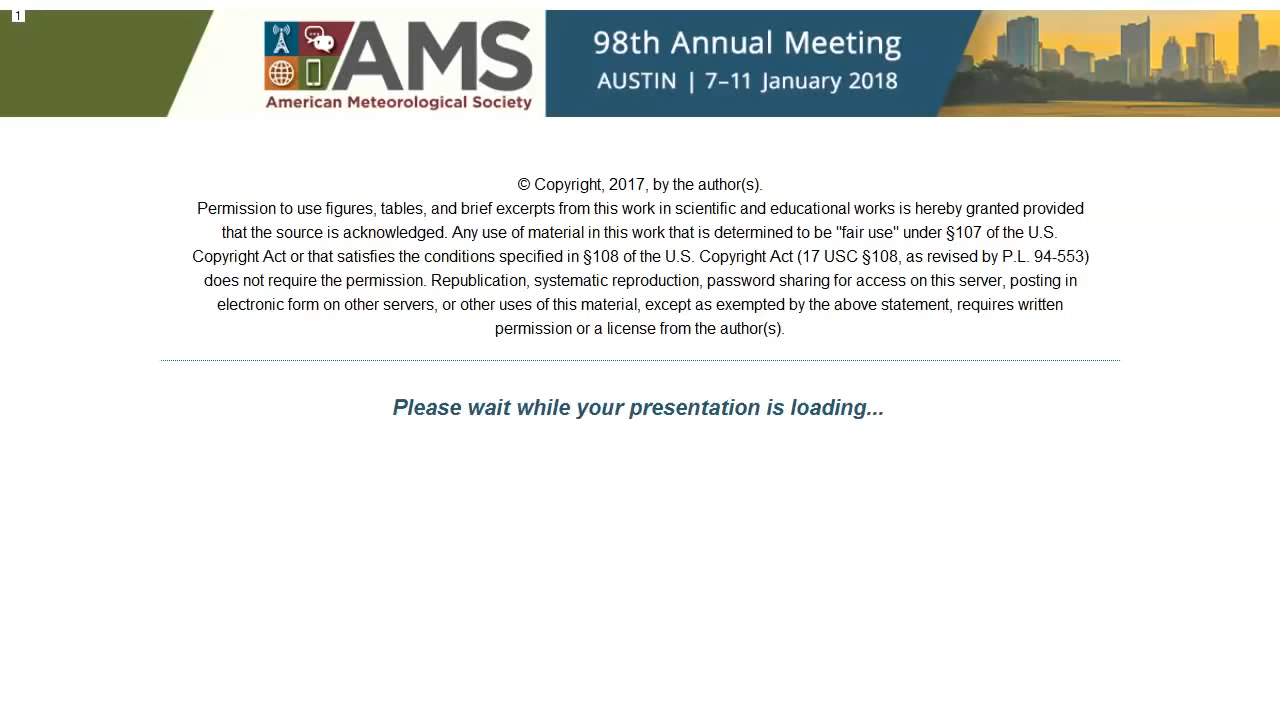 1
AMS
American Meteorological Society
98th Annual Meeting
AUSTIN | 7–11 January 2018
© Copyright, 2017, by the author(s).
Permission to use figures, tables, and brief excerpts from this work in scientific and educational works is hereby granted provided
that the source is acknowledged. Any use of material in this work that is determined to be "fair use" under §107 of the U.S.
Copyright Act or that satisfies the conditions specified in §108 of the U.S. Copyright Act (17 USC §108, as revised by P.L. 94-553)
does not require the permission. Republication, systematic reproduction, password sharing for access on this server, posting in
electronic form on other servers, or other uses of this material, except as exempted by the above statement, requires written
permission or a license from the author(s).
Please wait while your presentation is loading...